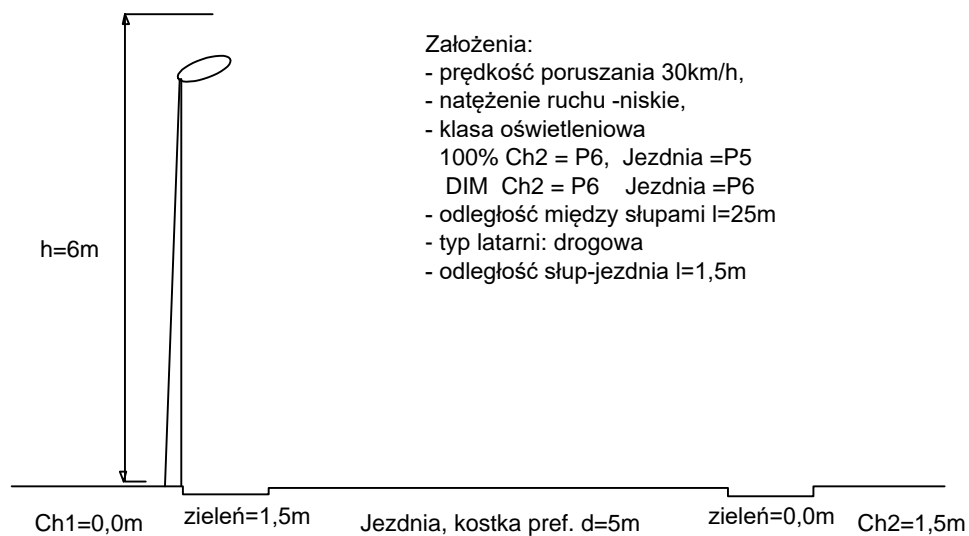 Założenia:
- prędkość poruszania 30km/h,
- natężenie ruchu -niskie,
- klasa oświetleniowa
100% Ch2 = P6, Jezdnia =P5
DIM Ch2 = P6 Jezdnia =P6
- odległość między słupami l=25m
- typ latarni: drogowa
- odległość słup-jezdnia l=1,5m
h=6m
Ch1=0,0m zieleń=1,5m Jezdnia, kostka pref. d=5m zieleń=0,0m Ch2=1,5m